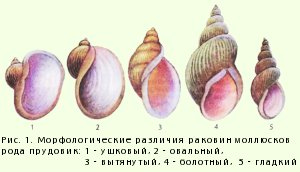 1 2 3 4 5
Рис. 1. Морфологические различия раковин моллюсков
рода прудовик: 1 - ушковый, 2 - овальный,
3 - вытянутый, 4 - болотный, 5 - гладкий